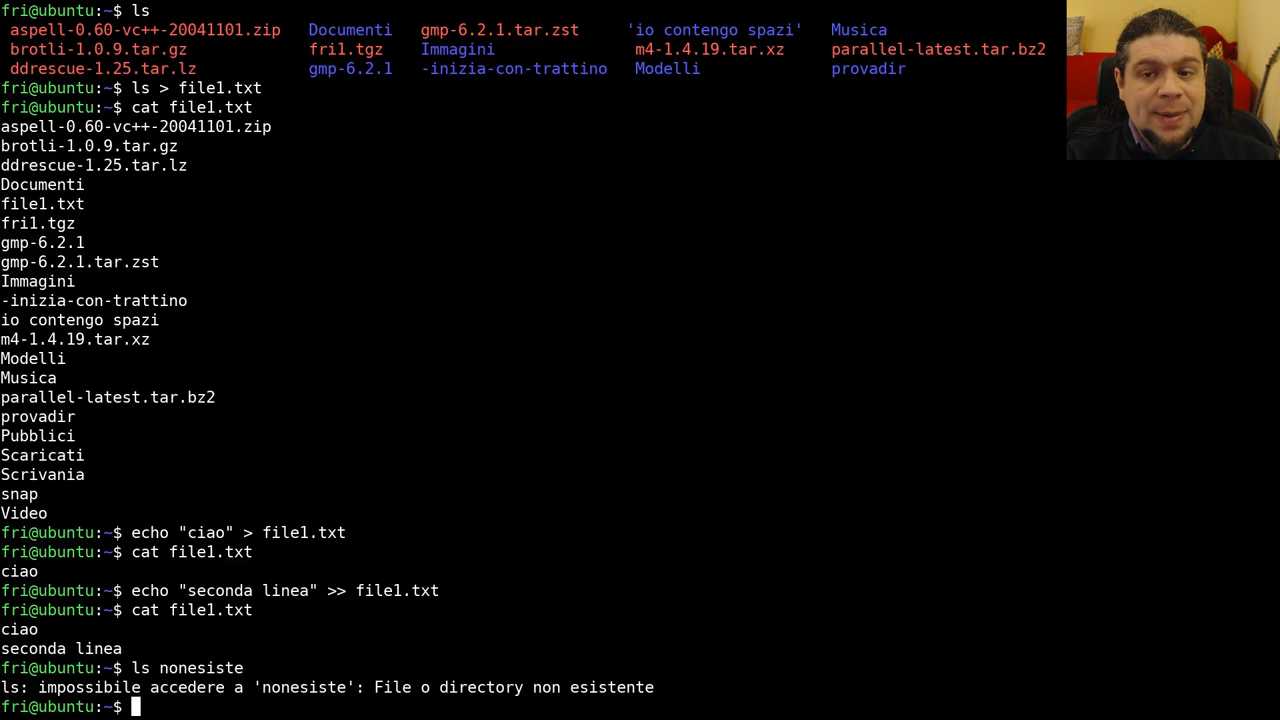 fri@ubuntu:~$ ls
aspell-0.60-vc++-20041101.zip Documenti gmp-6.2.1.tar.zst 'io contengo spazi' Musica
brotli-1.0.9.tar.gz fri1.tgz Immagini m4-1.4.19.tar.xz parallel-latest.tar.bz2
ddrescue-1.25.tar.lz gmp-6.2.1 -inizia-con-trattino Modelli provadir
fri@ubuntu:~$ ls > file1.txt
fri@ubuntu:~$ cat file1.txt
aspell-0.60-vc++-20041101.zip
brotli-1.0.9.tar.gz
ddrescue-1.25.tar.lz
Documenti
file1.txt
fri1.tgz
gmp-6.2.1
gmp-6.2.1.tar.zst
Immagini
-inizia-con-trattino
io contengo spazi
m4-1.4.19.tar.xz
Modelli
Musica
parallel-latest.tar.bz2
provadir
Pubblici
Scaricati
Scrivania
snap
Video
fri@ubuntu:~$ echo "ciao" > file1.txt
fri@ubuntu:~$ cat file1.txt
ciao
fri@ubuntu:~$ echo "seconda linea" >> file1.txt
fri@ubuntu:~$ cat file1.txt
ciao
seconda linea
fri@ubuntu:~$ ls nonesiste
ls: impossibile accedere a 'nonesiste': File o directory non esistente
fri@ubuntu:~$